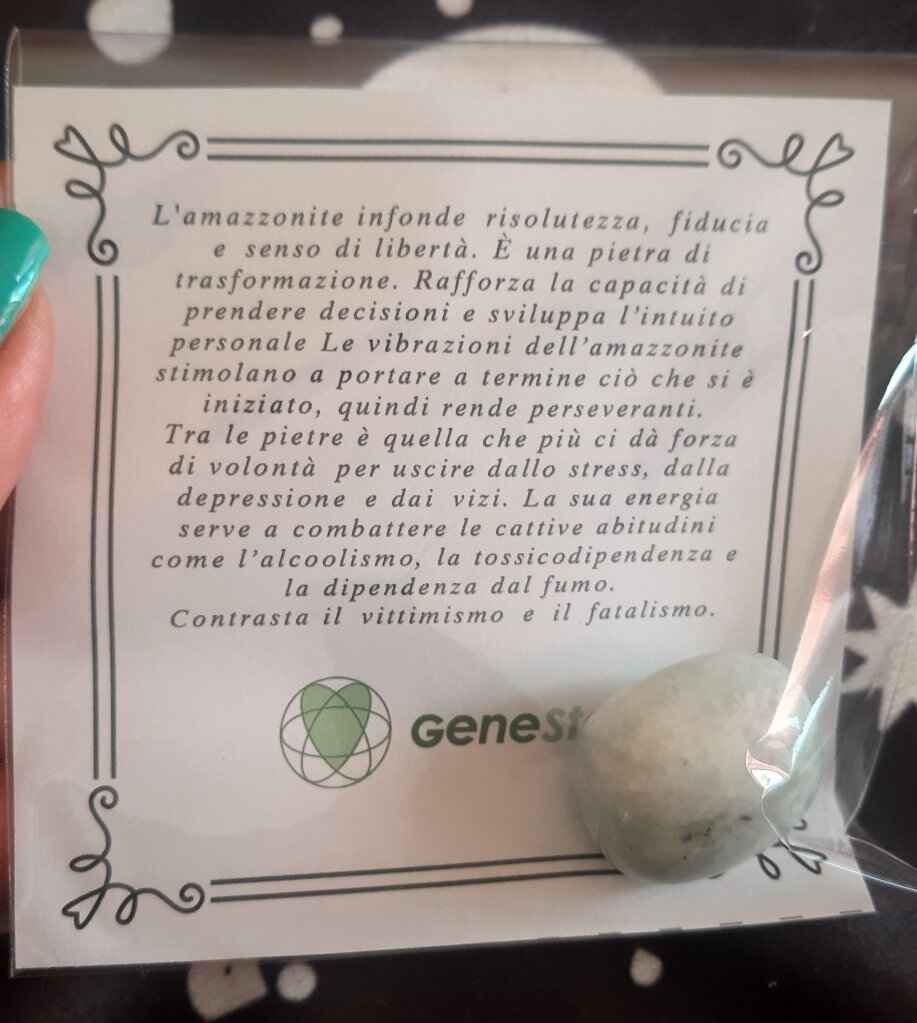 L'amazzonite infonde risolutezza, fiducia
e senso di libertà. È una pietra di
trasformazione. Rafforza la capacità di
prendere decisioni e sviluppa l'intuito
personale Le vibrazioni dell'amazzonite
stimolano a portare a termine ciò che si è
iniziato, quindi rende perseveranti.
Tra le pietre è quella che più ci dà forza
di volontà per uscire dallo stress, dalla
depressione e dai vizi. La sua energia
serve a combattere le cattive abitudini
come l'alcoolismo, la tossicodipendenza e
la dipendenza dal fumo.
Contrasta il vittimismo e il fatalismo.